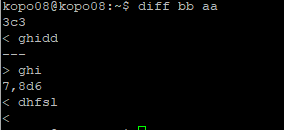 kopo08@kopo08:~$ diff bb aa
3c3
< ghidd
---
> ghi
7,8d6
< dhfsl
<